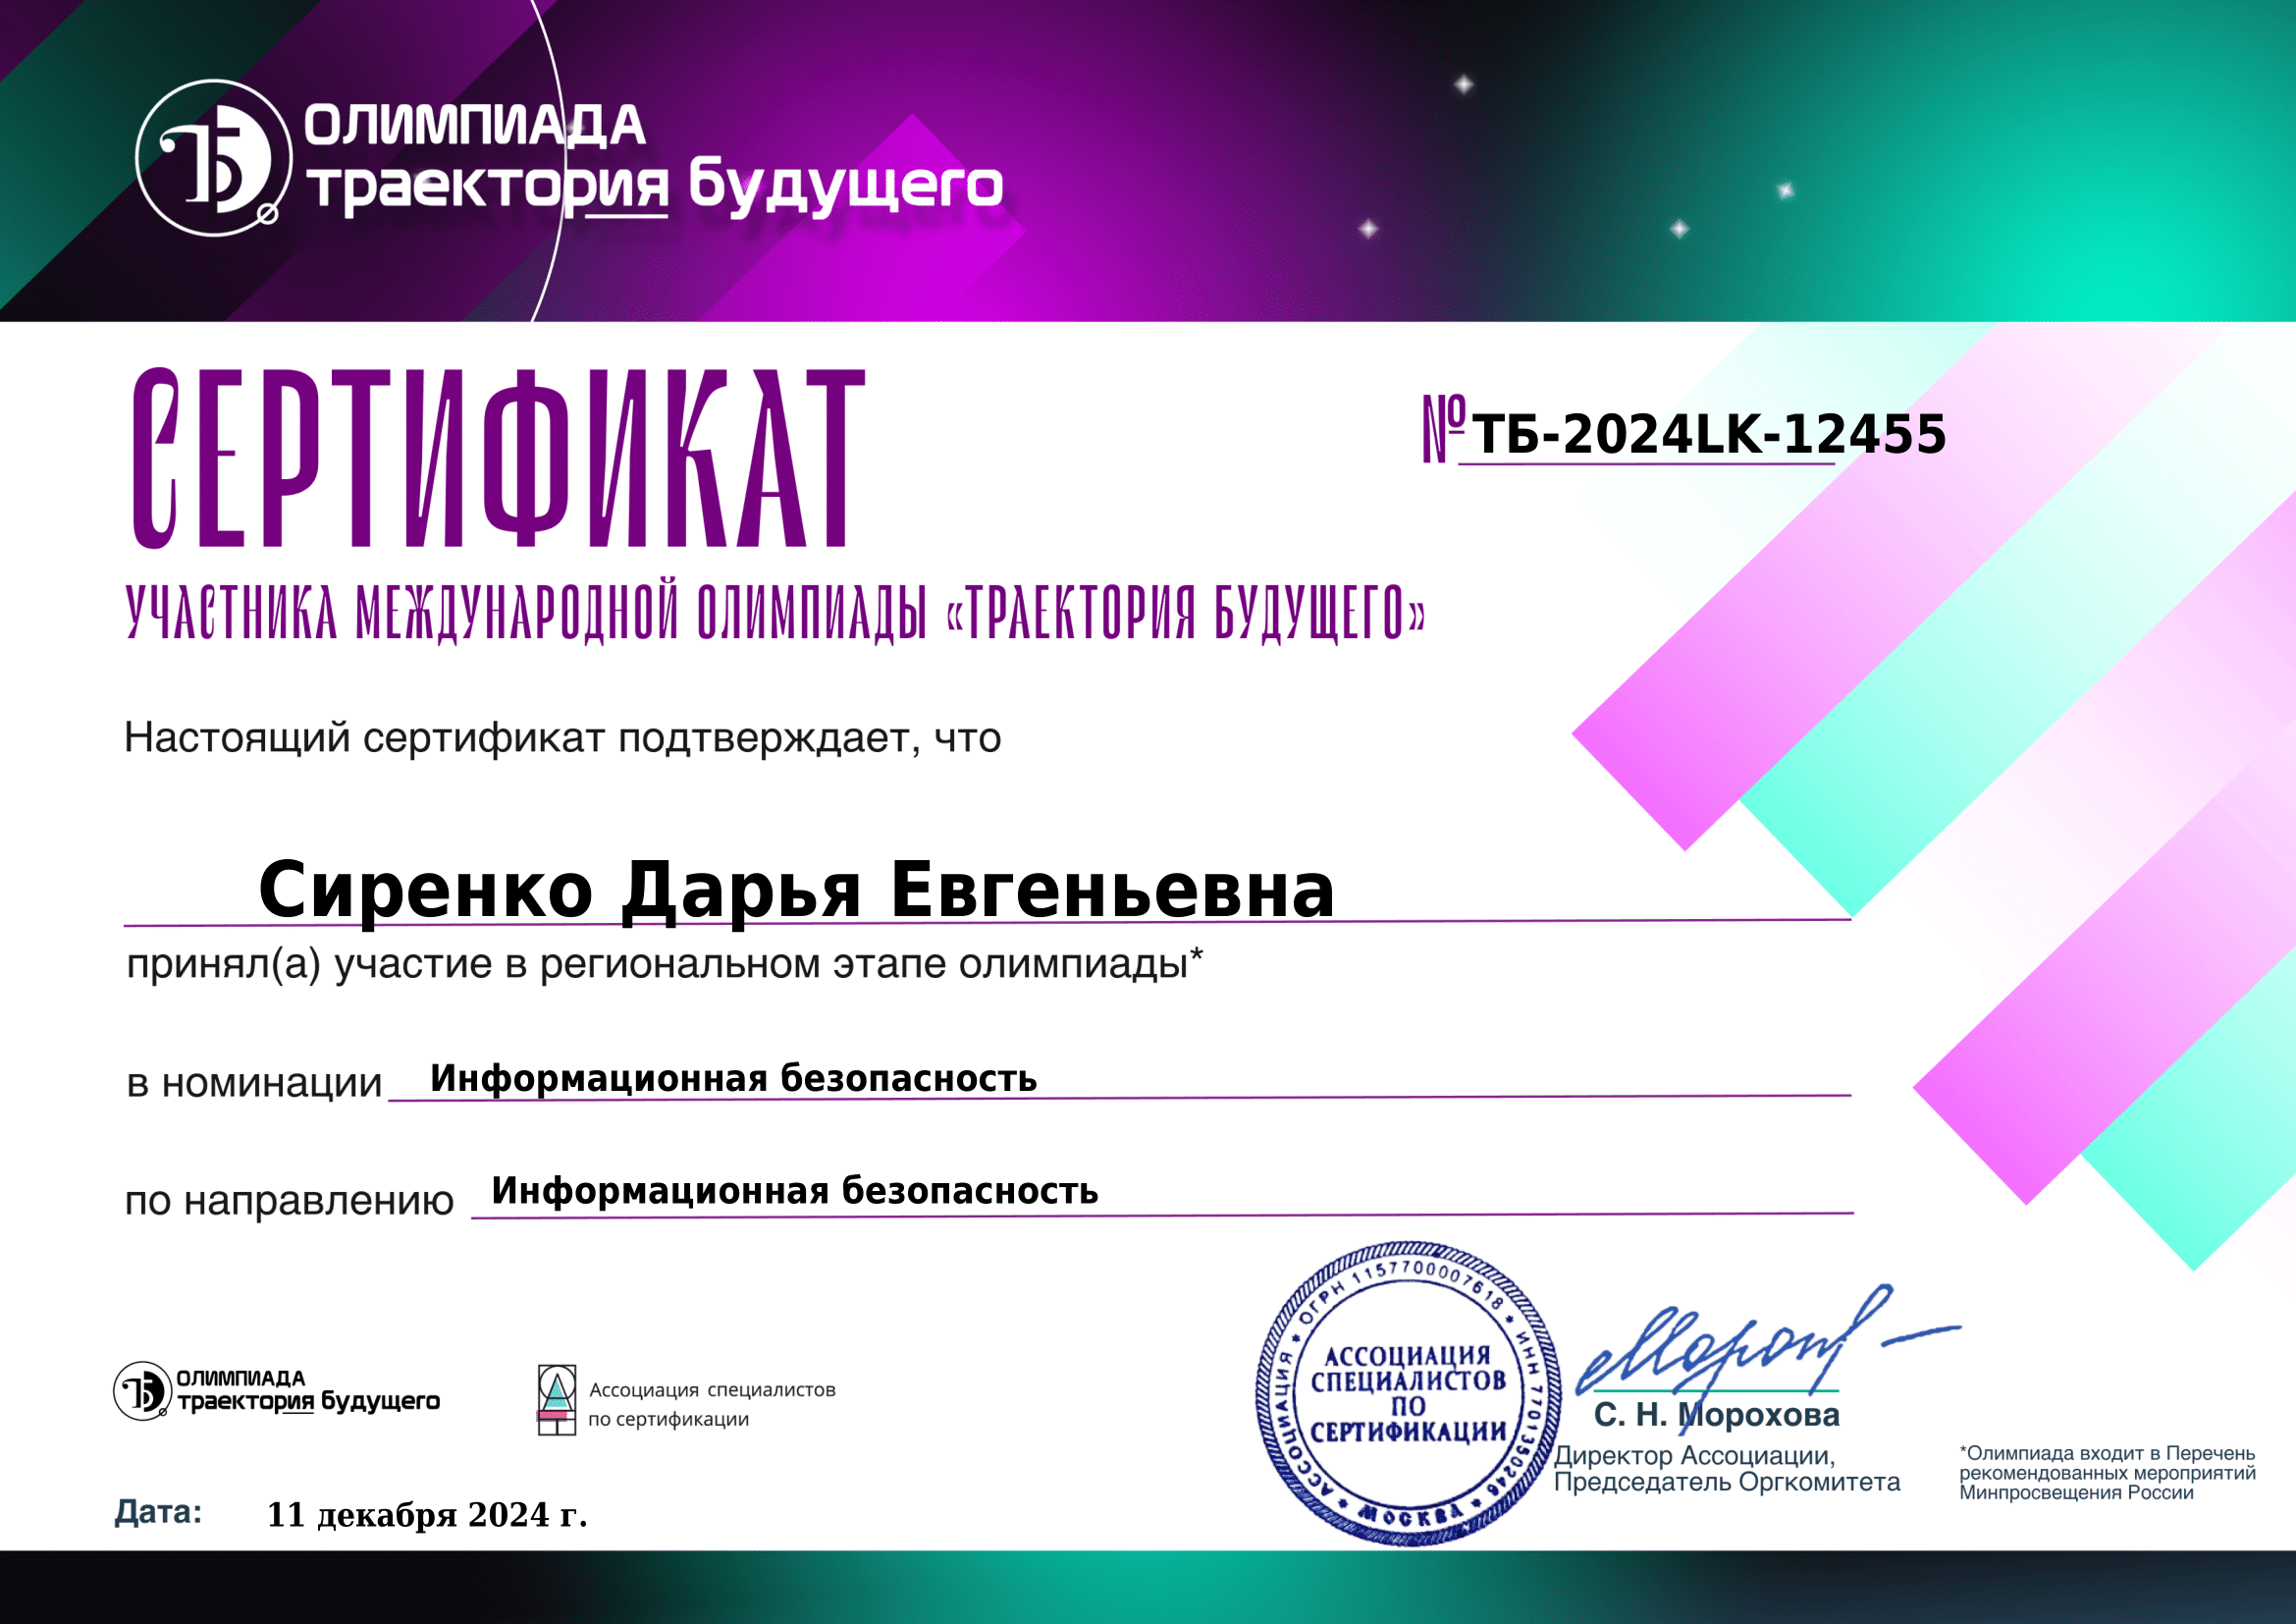 ОЛИМПИАДА
траектория будущего
СЕРТИФИКАТ
№ ТБ-2024LK-12455
УЧАСТНИКА МЕЖДУНАРОДНОЙ ОЛИМПИАДЫ «ТРАЕКТОРИЯ БУДУЩЕГО»
Настоящий сертификат подтверждает, что
Сиренко Дарья Евгеньевна
принял(а) участие в региональном этапе олимпиады*
в номинации Информационная безопасность
по направлению Информационная безопасность
ОЛИМПИАДА
траектория будущего
Ассоциация специалистов
по сертификации
АССОЦИАЦИЯ * ОГРН 1157700007618 * ИНН 7701350246 * МОСКВА *
АССОЦИАЦИЯ
СПЕЦИАЛИСТОВ
ПО
СЕРТИФИКАЦИИ
С. Н. Морохова
Директор Ассоциации,
Председатель Оргкомитета
*Олимпиада входит в Перечень
рекомендованных мероприятий
Минпросвещения России
Дата: 11 декабря 2024 г.